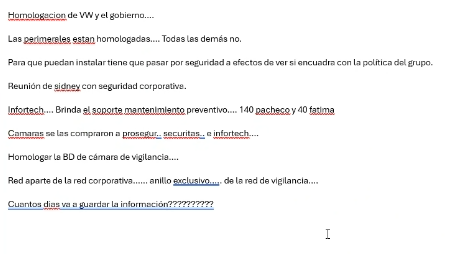 Homologacion de VW y el gobierno....
Las perimerales estan homologadas.... Todas las demás no.
Para que puedan instalar tiene que pasar por seguridad a efectos de ver si encuadra con la política del grupo.
Reunión de sidney con seguridad corporativa.
Infortech.... Brinda el soporte mantenimiento preventivo.... 140 pacheco y 40 fatima
Camaras se las compraron a prosegur.. securitas.. e infortech....
Homologar la BD de cámara de vigilancia....
Red aparte de la red corporativa...... anillo exclusivo..... de la red de vigilancia....
Cuantos dias va a guardar la información??????????